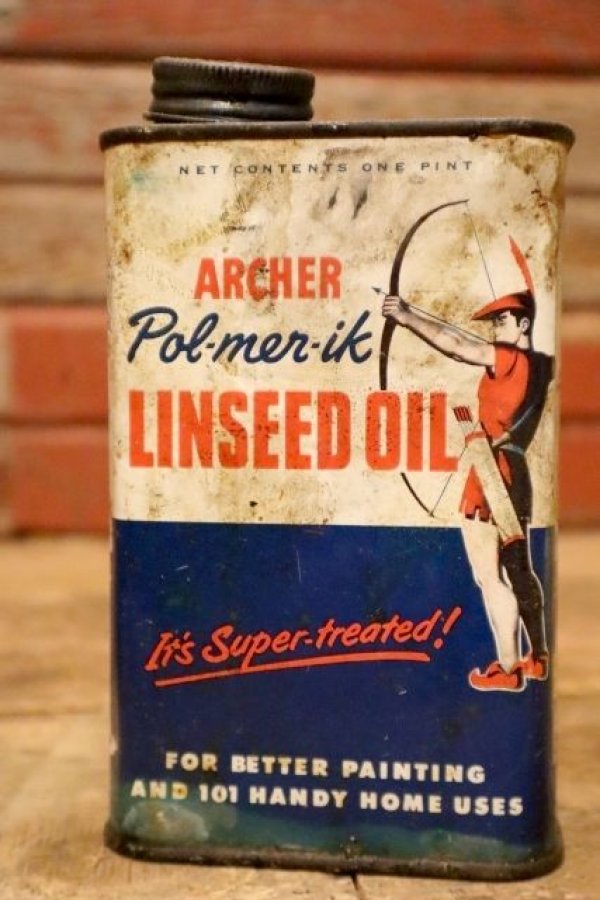 NET CONTENTS ONE PINT
ARCHER
Pol-mer-ik
LINSEED OIL
It's Super-treated!
FOR BETTER PAINTING
AND 101 HANDY HOME USES